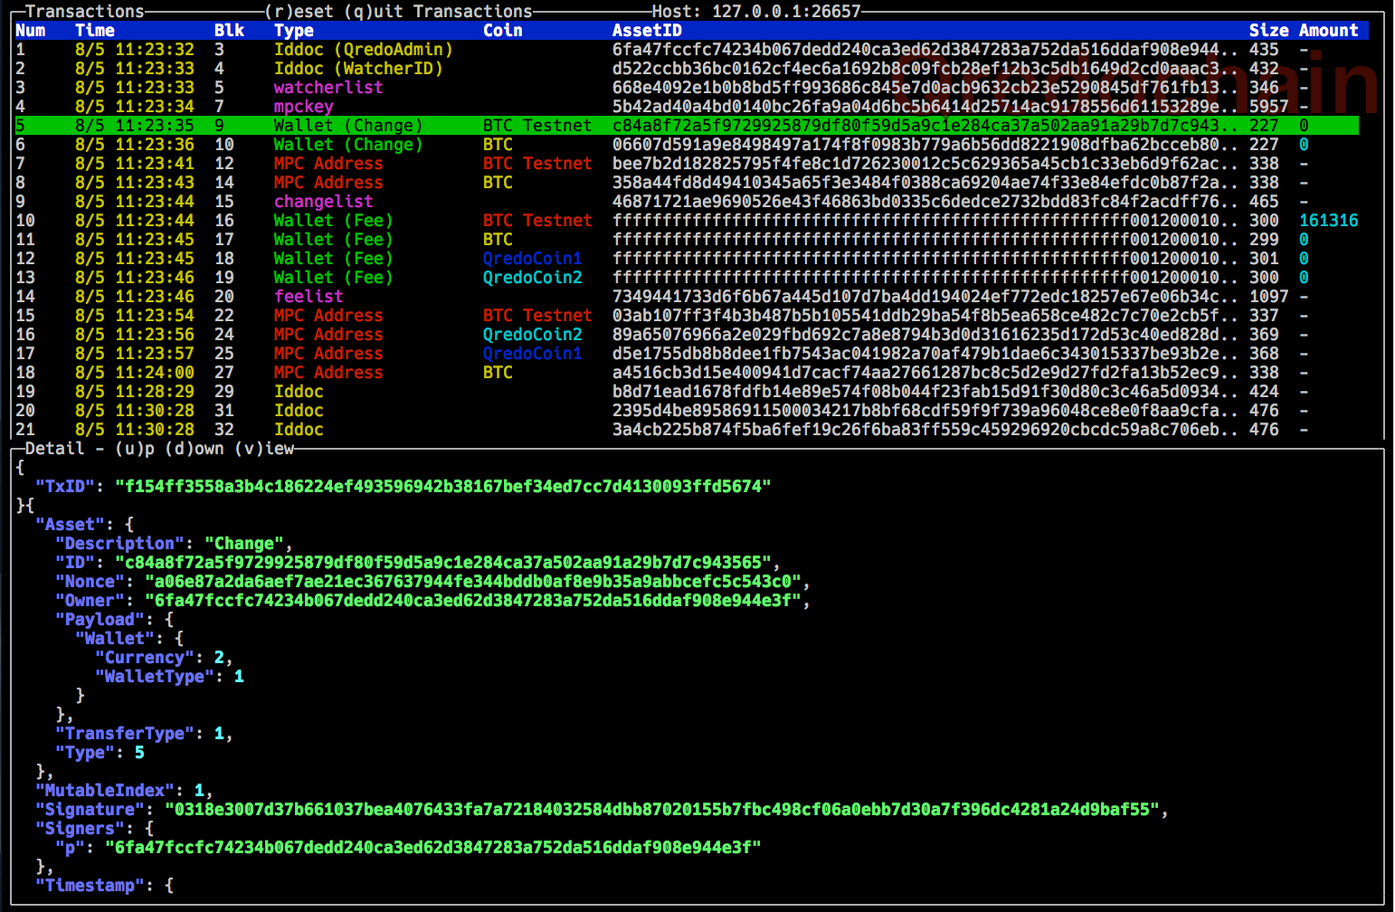 Transactions (r)eset (q)uit Transactions Host: 127.0.0.1:26657
Num Time Blk Type Coin AssetID Size Amount
1 8/5 11:23:32 3 Iddoc (QredoAdmin) 6fa47fccfc74234b067dedd240ca3ed62d3847283a752da516ddaf908e944.. 435 -
2 8/5 11:23:33 4 Iddoc (WatcherID) d522ccbb36bc0162cf4ec6a1692b8c09fcb28ef12b3c5db1649d2cd0aaac3.. 432 -
3 8/5 11:23:33 5 watcherlist 668e4092e1b0b8bd5ff993686c845e7d0acb9632cb23e5290845df761fb13.. 346 -
4 8/5 11:23:34 7 mpckey 5b42ad40a4bd0140bc26fa9a04d6bc5b6414d25714ac9178556d61153289e.. 5957 -
5 8/5 11:23:35 9 Wallet (Change) BTC Testnet c84a8f72a5f9729925879df80f59d5a9c1e284ca37a502aa91a29b7d7c943.. 227 0
6 8/5 11:23:36 10 Wallet (Change) BTC 06607d591a9e8498497a174f8f0983b779a6b56dd8221908dfba62bcceb80.. 227 0
7 8/5 11:23:41 12 MPC Address BTC Testnet bee7b2d182825795f4fe8c1d726230012c5c629365a45cb1c33eb6d9f62ac.. 338 -
8 8/5 11:23:43 14 MPC Address BTC 358a44fd8d49410345a65f3e3484f0388ca69204ae74f33e84efdc0b87f2a.. 338 -
9 8/5 11:23:44 15 changelist 46871721ae9690526e43f46863bd0335c6dedce2732bdd83fc84f2acdff76.. 465 -
10 8/5 11:23:44 16 Wallet (Fee) BTC Testnet ffffffffffffffffffffffffffffffffffffffffffffffffffff001200010.. 300 161316
11 8/5 11:23:45 17 Wallet (Fee) BTC ffffffffffffffffffffffffffffffffffffffffffffffffffff001200010.. 299 0
12 8/5 11:23:45 18 Wallet (Fee) QredoCoin1 ffffffffffffffffffffffffffffffffffffffffffffffffffff001200010.. 301 0
13 8/5 11:23:46 19 Wallet (Fee) QredoCoin2 ffffffffffffffffffffffffffffffffffffffffffffffffffff001200010.. 300 0
14 8/5 11:23:46 20 feelist 7349441733d6f6b67a445d107d7ba4dd194024ef772edc18257e67e06b34c.. 1097 -
15 8/5 11:23:54 22 MPC Address BTC Testnet 03ab107ff3f4b3b487b5b105541ddb29ba54f8b5ea658ce482c7c70e2cb5f.. 337 -
16 8/5 11:23:56 24 MPC Address QredoCoin2 89a65076966a2e029fbd692c7a8e8794b3d0d31616235d172d53c40ed828d.. 369 -
17 8/5 11:23:57 25 MPC Address QredoCoin1 d5e1755db8b8dee1fb7543ac041982a70af479b1dae6c343015337be93b2e.. 368 -
18 8/5 11:24:00 27 MPC Address BTC a4516cb3d15e400941d7cacf74aa27661287bc8c5d2e9d27fd2fa13b52ec9.. 338 -
19 8/5 11:28:29 29 Iddoc b8d71ead1678fdfb14e89e574f08b044f23fab15d91f30d80c3c46a5d0934.. 424 -
20 8/5 11:30:28 31 Iddoc 2395d4be89586911500034217b8bf68cdf59f9f739a96048ce8e0f8aa9cfa.. 476 -
21 8/5 11:30:28 32 Iddoc 3a4cb225b874f5ba6fef19c26f6ba83ff559c459296920cbcdc59a8c706eb.. 476 -
Qredochain
Detail - (u)p (d)own (v)iew
{
"TxID": "f154ff3558a3b4c186224ef493596942b38167bef34ed7cc7d4130093ffd5674"
}{
"Asset": {
"Description": "Change",
"ID": "c84a8f72a5f9729925879df80f59d5a9c1e284ca37a502aa91a29b7d7c943565",
"Nonce": "a06e87a2da6aef7ae21ec367637944fe344bddb0af8e9b35a9abbcefc5c543c0",
"Owner": "6fa47fccfc74234b067dedd240ca3ed62d3847283a752da516ddaf908e944e3f",
"Payload": {
"Wallet": {
"Currency": 2,
"WalletType": 1
}
},
"TransferType": 1,
"Type": 5
},
"MutableIndex": 1,
"Signature": "0318e3007d37b661037bea4076433fa7a72184032584dbb87020155b7fbc498cf06a0ebb7d30a7f396dc4281a24d9baf55",
"Signers": {
"p": "6fa47fccfc74234b067dedd240ca3ed62d3847283a752da516ddaf908e944e3f"
},
"Timestamp": {